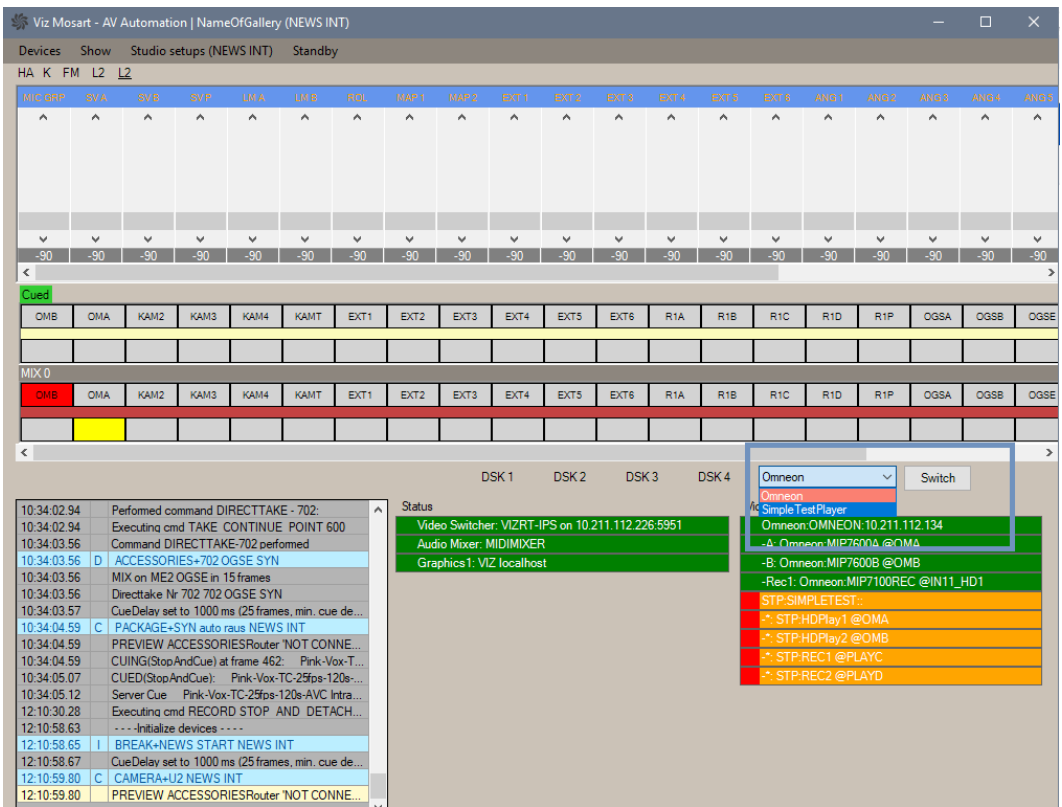 Viz Mosart - AV Automation | NameOfGallery (NEWS INT)
Devices Show Studio setups (NEWS INT) Standby
HA K FM L2 L2
MIC GRP SV A SV B SV P LM A LM B ROL MAP 1 MAP 2 EXT 1 EXT 2 EXT 3 EXT 4 EXT 5 EXT 6 ANG 1 ANG 2 ANG 3 ANG 4 ANG 5
-90 -90 -90 -90 -90 -90 -90 -90 -90 -90 -90 -90 -90 -90 -90 -90 -90 -90 -90 -90
Cued
OMB OMA KAM2 KAM3 KAM4 KAMT EXT1 EXT2 EXT3 EXT4 EXT5 EXT6 R1A R1B R1C R1D R1P OGSA OGSB OGSE
MIX 0
OMB OMA KAM2 KAM3 KAM4 KAMT EXT1 EXT2 EXT3 EXT4 EXT5 EXT6 R1A R1B R1C R1D R1P OGSA OGSB OGSE
DSK 1 DSK 2 DSK 3 DSK 4 Omneon Switch
Omneon
SimpleTestPlayer
10:34:02.94 Performed command DIRECTTAKE - 702:
10:34:02.94 Executing cmd TAKE CONTINUE POINT 600
10:34:03.56 Command DIRECTTAKE-702 performed
10:34:03.56 D ACCESSORIES+702 OGSE SYN
10:34:03.56 MIX on ME2 OGSE in 15 frames
10:34:03.56 Directtake Nr 702 702 OGSE SYN
10:34:03.57 CueDelay set to 1000 ms (25 frames, min. cue de...
10:34:04.59 C PACKAGE+SYN auto raus NEWS INT
10:34:04.59 PREVIEW ACCESSORIESRouter 'NOT CONNE...
10:34:04.59 CUING(StopAndCue) at frame 462: Pink-Vox-T...
10:34:05.07 CUED(StopAndCue): Pink-Vox-TC-25fps-120s-...
10:34:05.12 Server Cue Pink-Vox-TC-25fps-120s-AVC Intra...
12:10:30.28 Executing cmd RECORD STOP AND DETACH...
12:10:58.63 - - - -Initialize devices - - - -
12:10:58.65 I BREAK+NEWS START NEWS INT
12:10:58.67 CueDelay set to 1000 ms (25 frames, min. cue de...
12:10:59.80 C CAMERA+U2 NEWS INT
12:10:59.80 PREVIEW ACCESSORIESRouter 'NOT CONNE...
Status
Video Switcher: VIZRT-IPS on 10.211.112.226:5951
Audio Mixer: MIDIMIXER
Graphics1: VIZ localhost
Omneon:OMNEON:10.211.112.134
-A: Omneon:MIP7600A @OMA
-B: Omneon:MIP7600B @OMB
-Rec1: Omneon:MIP7100REC @IN11_HD1
STP:SIMPLETEST::
-*: STP:HDPlay1 @OMA
-*: STP:HDPlay2 @OMB
-*: STP:REC1 @PLAYC
-*: STP:REC2 @PLAYD